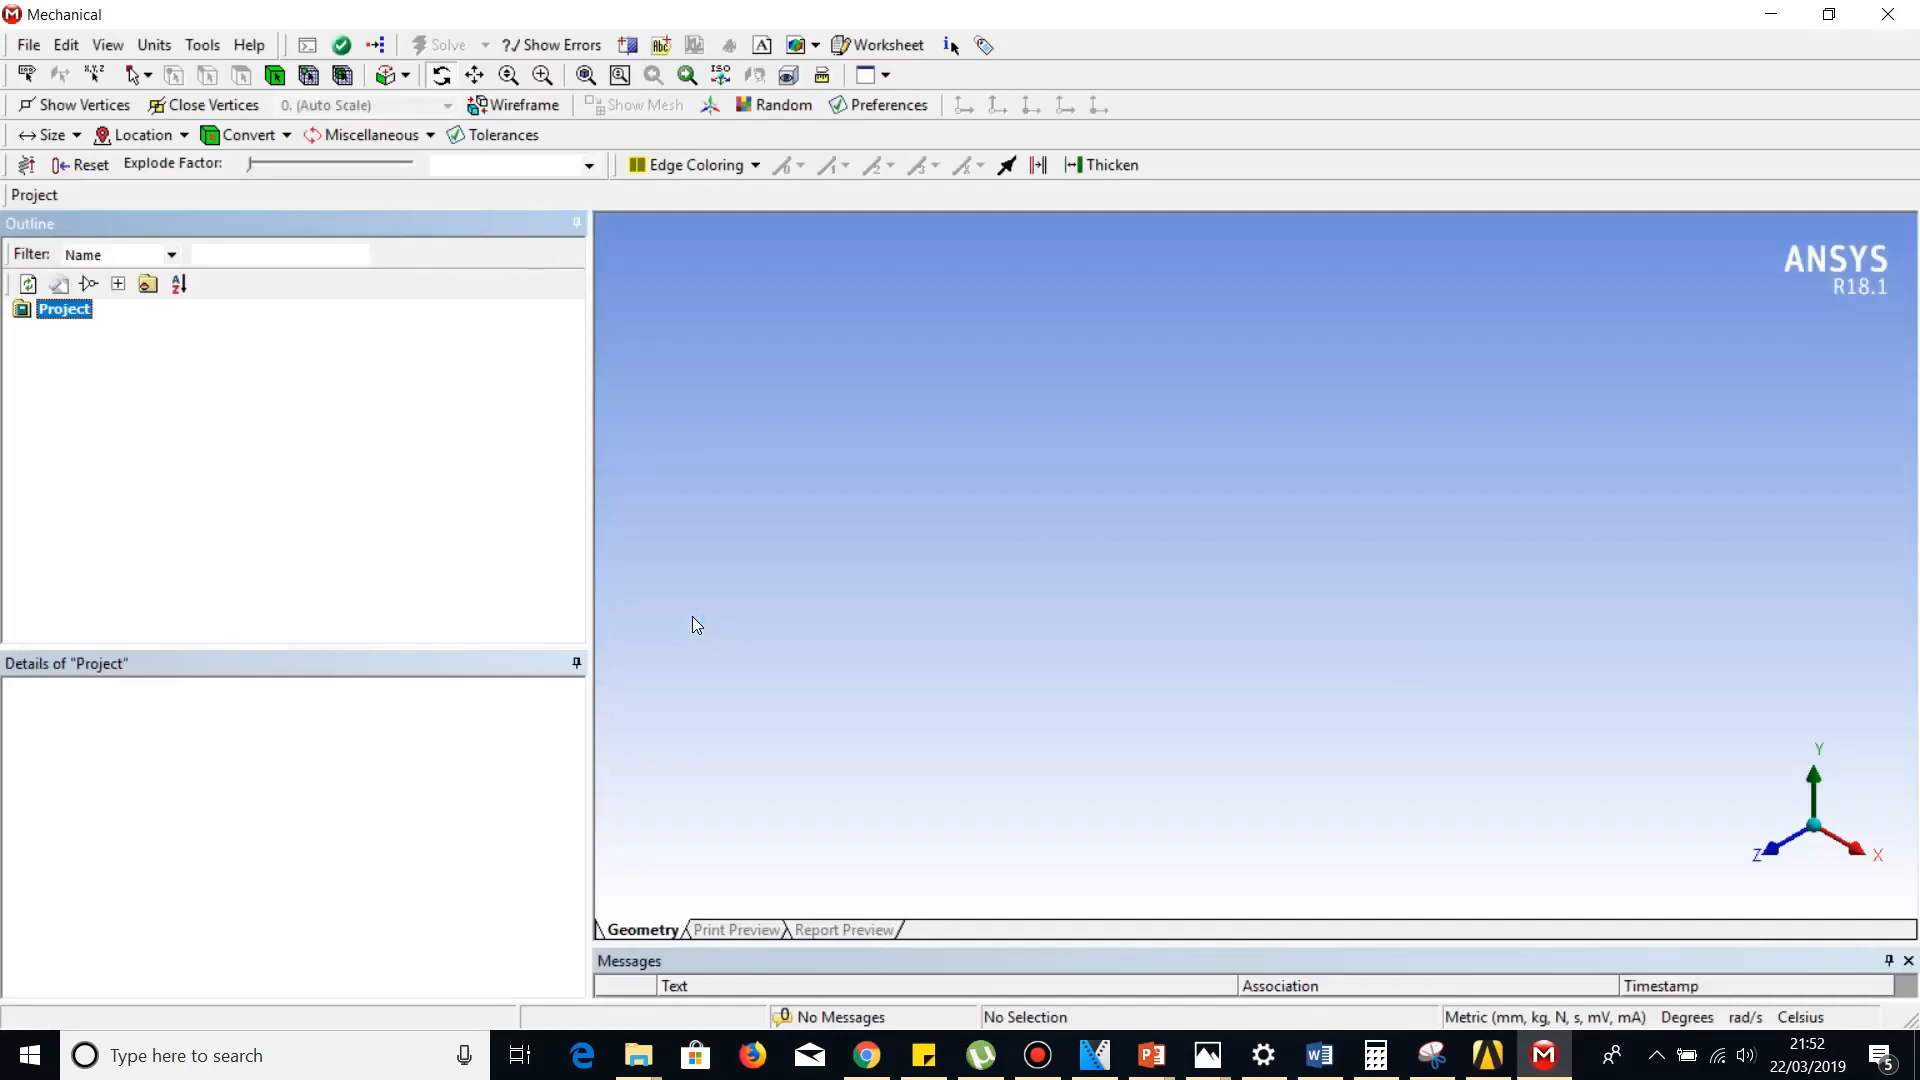 Mechanical
File Edit View Units Tools Help Solve ?/ Show Errors Worksheet
Show Vertices Close Vertices 0. (Auto Scale) Wireframe Show Mesh Random Preferences
Size Location Convert Miscellaneous Tolerances
Reset Explode Factor: Edge Coloring Thicken
Project
Outline
Filter: Name
Project
ANSYS
R18.1
Details of "Project"
Y
Z X
Geometry Print Preview Report Preview
Messages
Text Association Timestamp
No Messages No Selection Metric (mm, kg, N, s, mV, mA) Degrees rad/s Celsius
Type here to search
21:52
22/03/2019
5